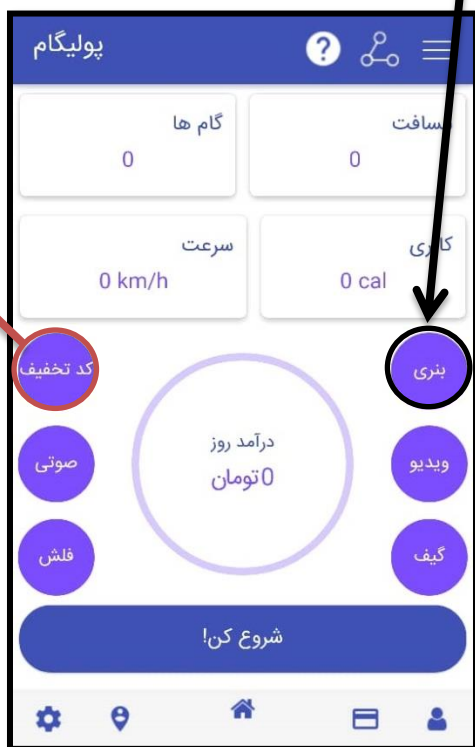 پولیگام
?
مسافت
گام ها
0
0
کالری
سرعت
0 cal
0 km/h
بنری
کد تخفیف
ویدیو
درآمد روز
صوتی
0تومان
گیف
فلش
شروع کن!